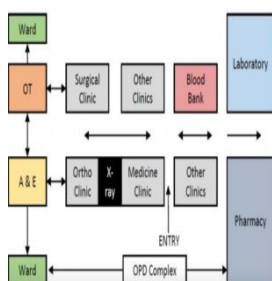 Ward
OT
Surgical
Clinic
Other
Clinics
Blood
Bank
Laboratory
A & E
Ortho
Clinic
X-
ray
Medicine
Clinic
Other
Clinics
Pharmacy
ENTRY
Ward
OPD Complex